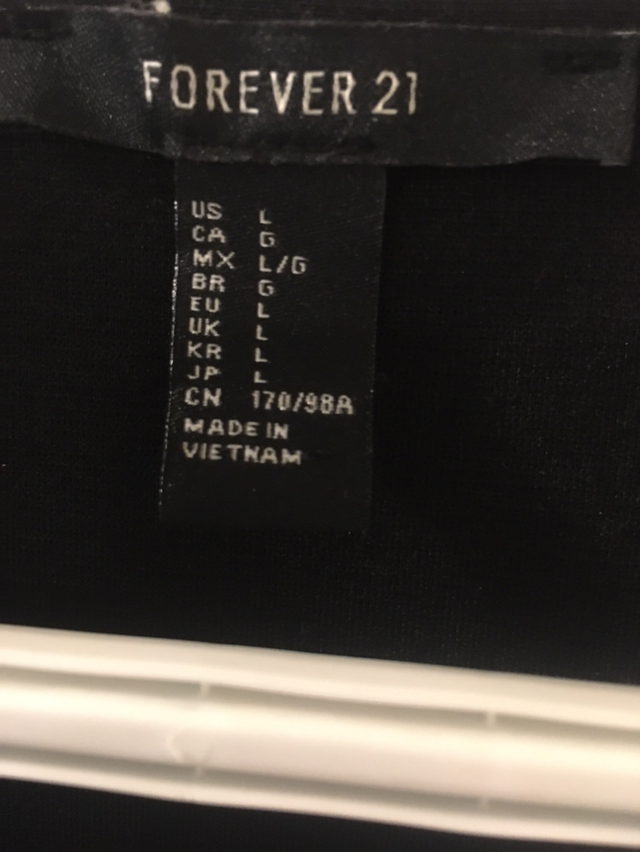 FOREVER 21
US L
CA G
MX L/G
BR G
EU L
UK L
KR L
JP L
CN 170/98A
MADE IN
VIETNAM